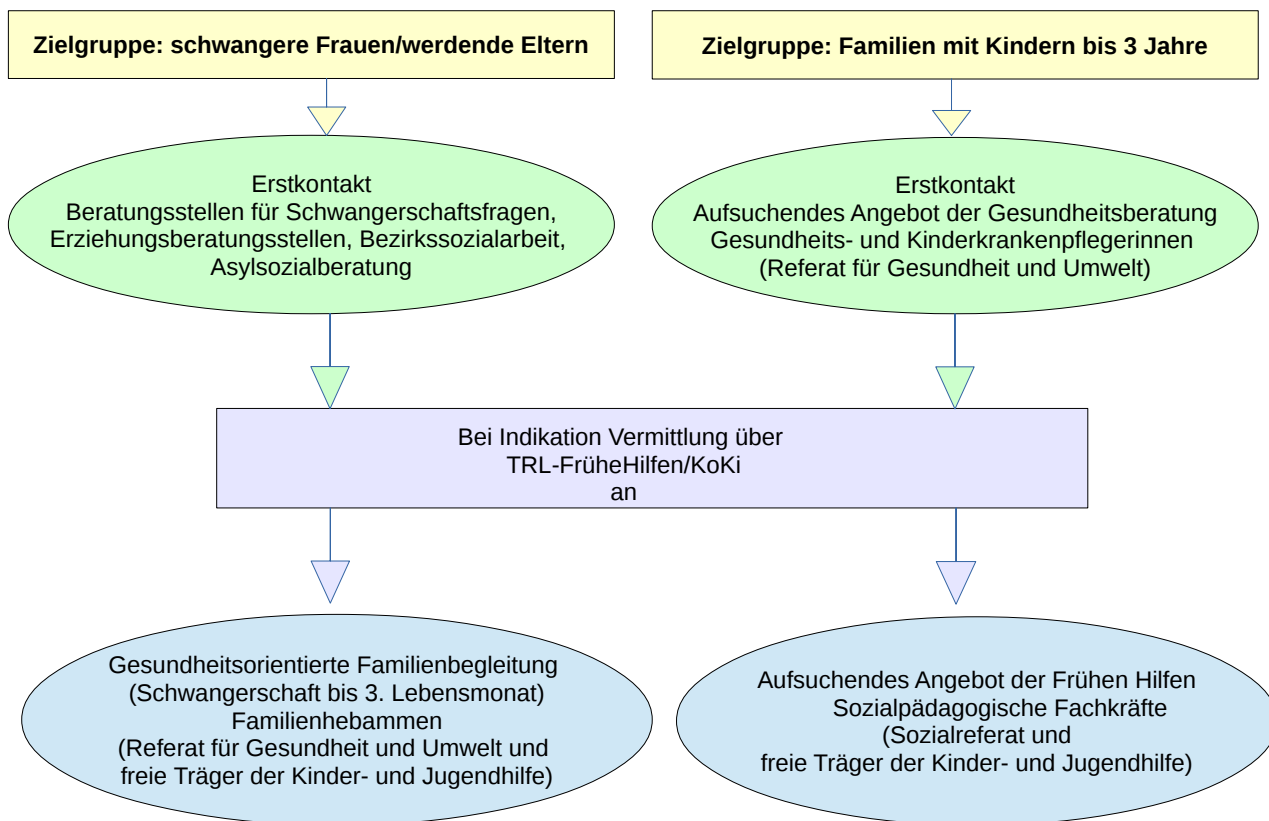 Zielgruppe: schwangere Frauen/werdende Eltern
Zielgruppe: Familien mit Kindern bis 3 Jahre
Erstkontakt
Beratungsstellen für Schwangerschaftsfragen,
Erziehungsberatungsstellen, Bezirkssozialarbeit,
Asylsozialberatung
Erstkontakt
Aufsuchendes Angebot der Gesundheitsberatung
Gesundheits- und Kinderkrankenpflegerinnen
(Referat für Gesundheit und Umwelt)
Bei Indikation Vermittlung über
TRL-FrüheHilfen/KoKi
an
Gesundheitsorientierte Familienbegleitung
(Schwangerschaft bis 3. Lebensmonat)
Familienhebammen
(Referat für Gesundheit und Umwelt und
freie Träger der Kinder- und Jugendhilfe)
Aufsuchendes Angebot der Frühen Hilfen
Sozialpädagogische Fachkräfte
(Sozialreferat und
freie Träger der Kinder- und Jugendhilfe)